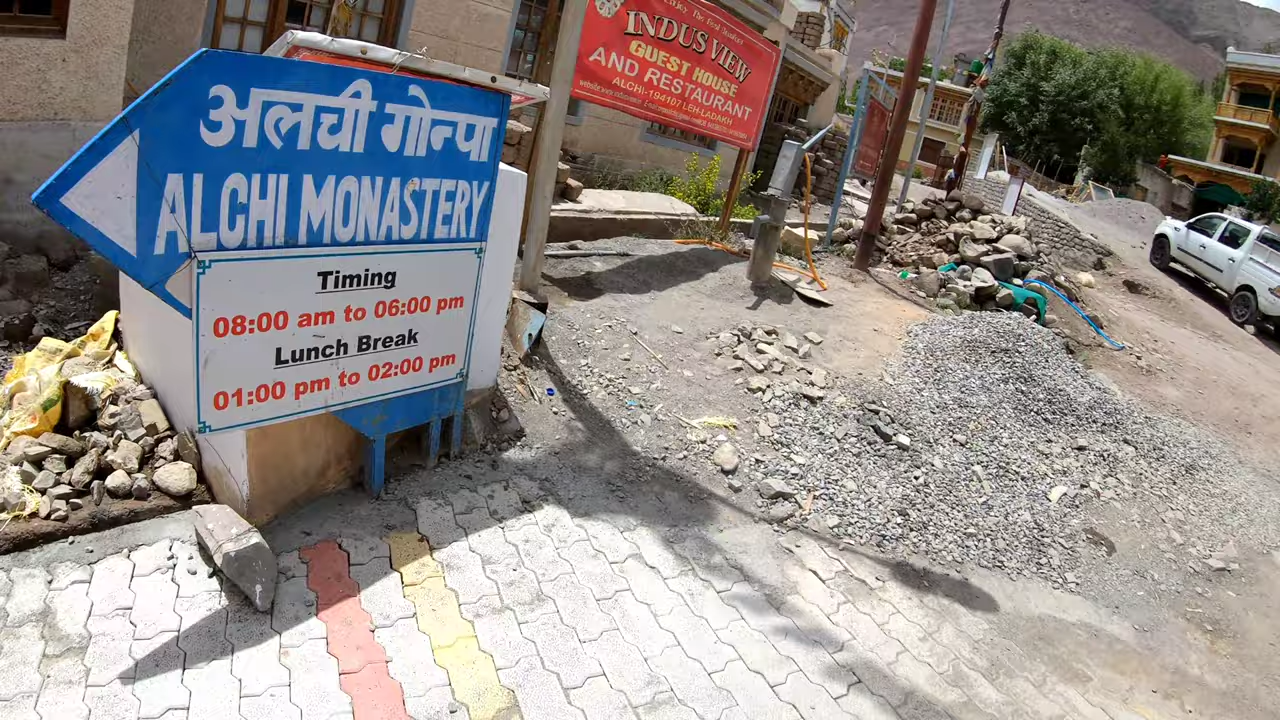 अलची गोन्पा
ALCHI MONASTERY
Timing
08:00 am to 06:00 pm
Lunch Break
01:00 pm to 02:00 pm
INDUS VIEW
GUEST HOUSE
AND RESTAURANT
ALCHI-194107 LEH-LADAKH